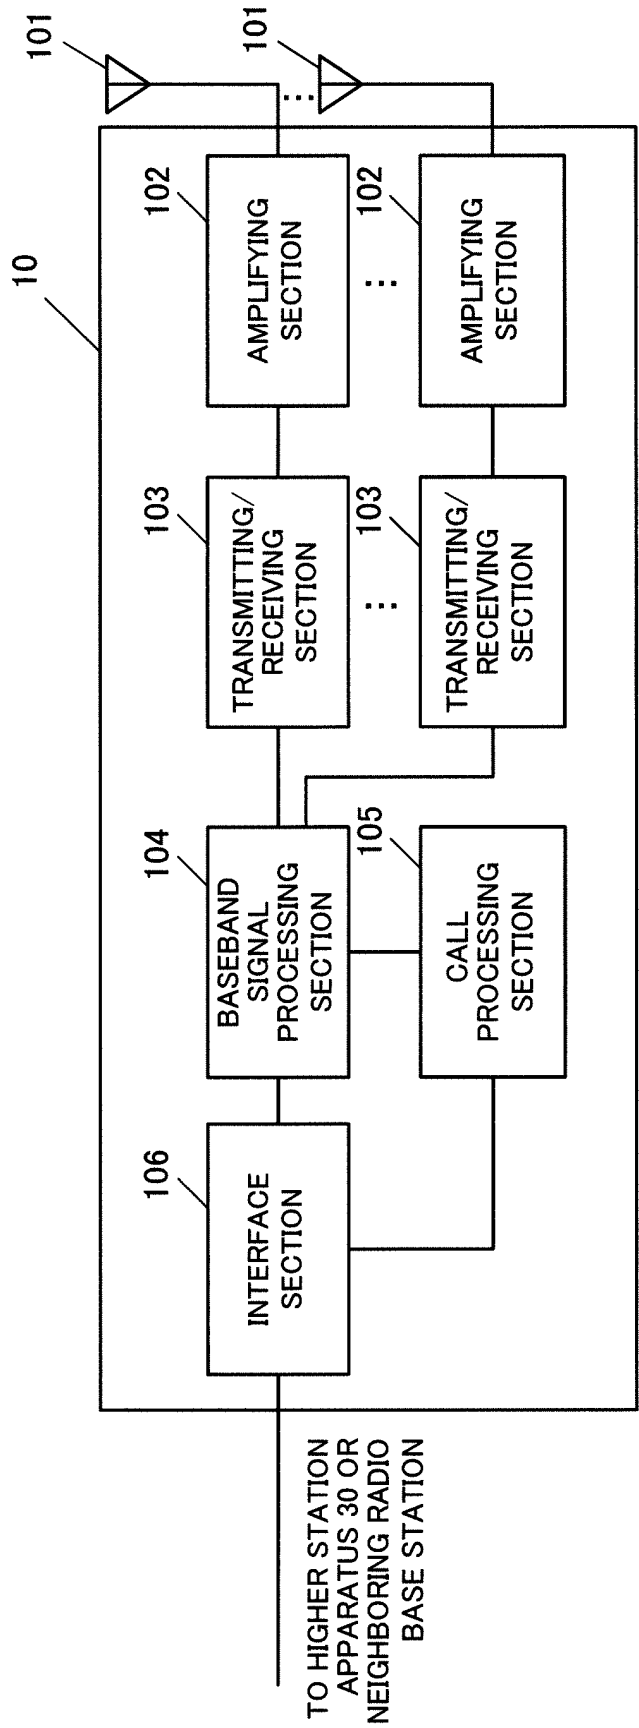 10
101
101
102
AMPLIFYING
SECTION
102
AMPLIFYING
SECTION
103
TRANSMITTING/
RECEIVING
SECTION
103
TRANSMITTING/
RECEIVING
SECTION
104
BASEBAND
SIGNAL
PROCESSING
SECTION
105
CALL
PROCESSING
SECTION
106
INTERFACE
SECTION
TO HIGHER STATION
APPARATUS 30 OR
NEIGHBORING RADIO
BASE STATION